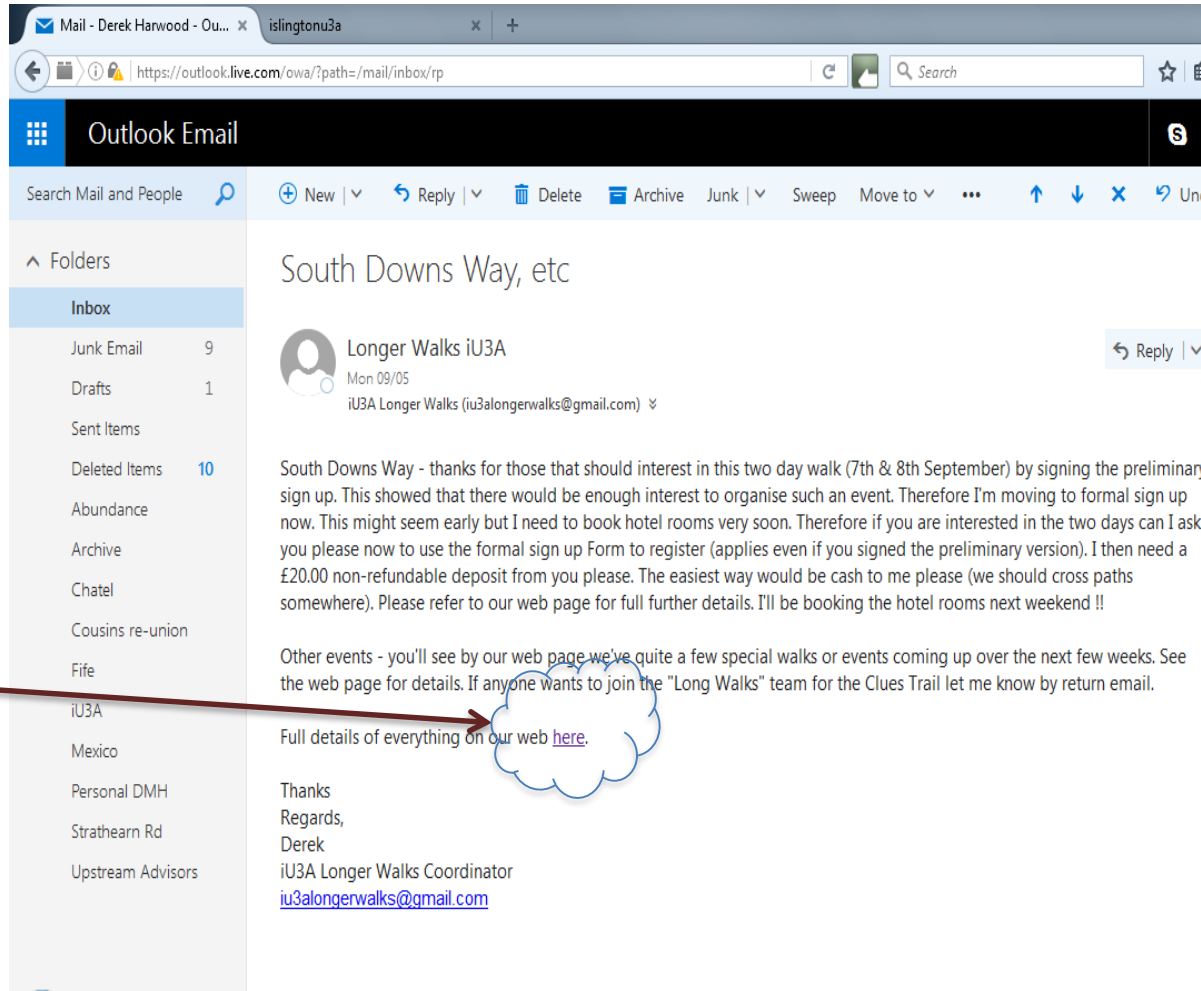 Mail - Derek Harwood - Ou... islingtonu3a
https://outlook.live.com/owa/?path=/mail/inbox/rp Search
Outlook Email
Search Mail and People New Reply Delete Archive Junk Sweep Move to Und
Folders
Inbox
Junk Email 9
Drafts 1
Sent Items
Deleted Items 10
Abundance
Archive
Chatel
Cousins re-union
Fife
iU3A
Mexico
Personal DMH
Strathearn Rd
Upstream Advisors
South Downs Way, etc
Longer Walks iU3A
Reply
Mon 09/05
iU3A Longer Walks (iu3alongerwalks@gmail.com)
South Downs Way - thanks for those that should interest in this two day walk (7th & 8th September) by signing the preliminary
sign up. This showed that there would be enough interest to organise such an event. Therefore I'm moving to formal sign up
now. This might seem early but I need to book hotel rooms very soon. Therefore if you are interested in the two days can I ask
you please now to use the formal sign up Form to register (applies even if you signed the preliminary version). I then need a
£20.00 non-refundable deposit from you please. The easiest way would be cash to me please (we should cross paths
somewhere). Please refer to our web page for full further details. I'll be booking the hotel rooms next weekend !!
Other events - you'll see by our web page we've quite a few special walks or events coming up over the next few weeks. See
the web page for details. If anyone wants to join the "Long Walks" team for the Clues Trail let me know by return email.
Full details of everything on our web here.
Thanks
Regards,
Derek
iU3A Longer Walks Coordinator
iu3alongerwalks@gmail.com